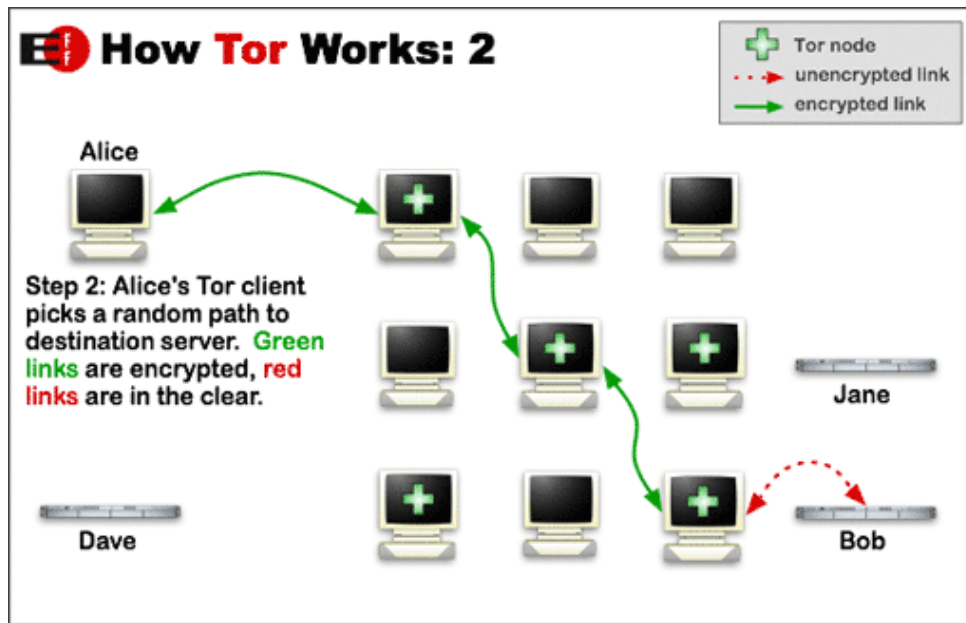 EFF How Tor Works: 2
Tor node
unencrypted link
encrypted link
Alice
Step 2: Alice's Tor client
picks a random path to
destination server. Green
links are encrypted, red
links are in the clear.
Jane
Dave
Bob